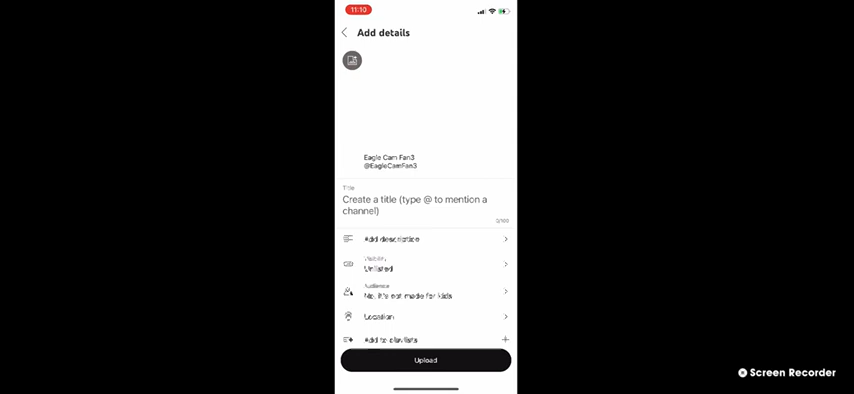 11:10
Add details
Eagle Cam Fan3
@EagleCamFan3
Title
Create a title (type @ to mention a
channel)
0/100
Add description
Visibility
Unlisted
Audience
No, it's not made for kids
Location
Add to playlists
Upload
Screen Recorder